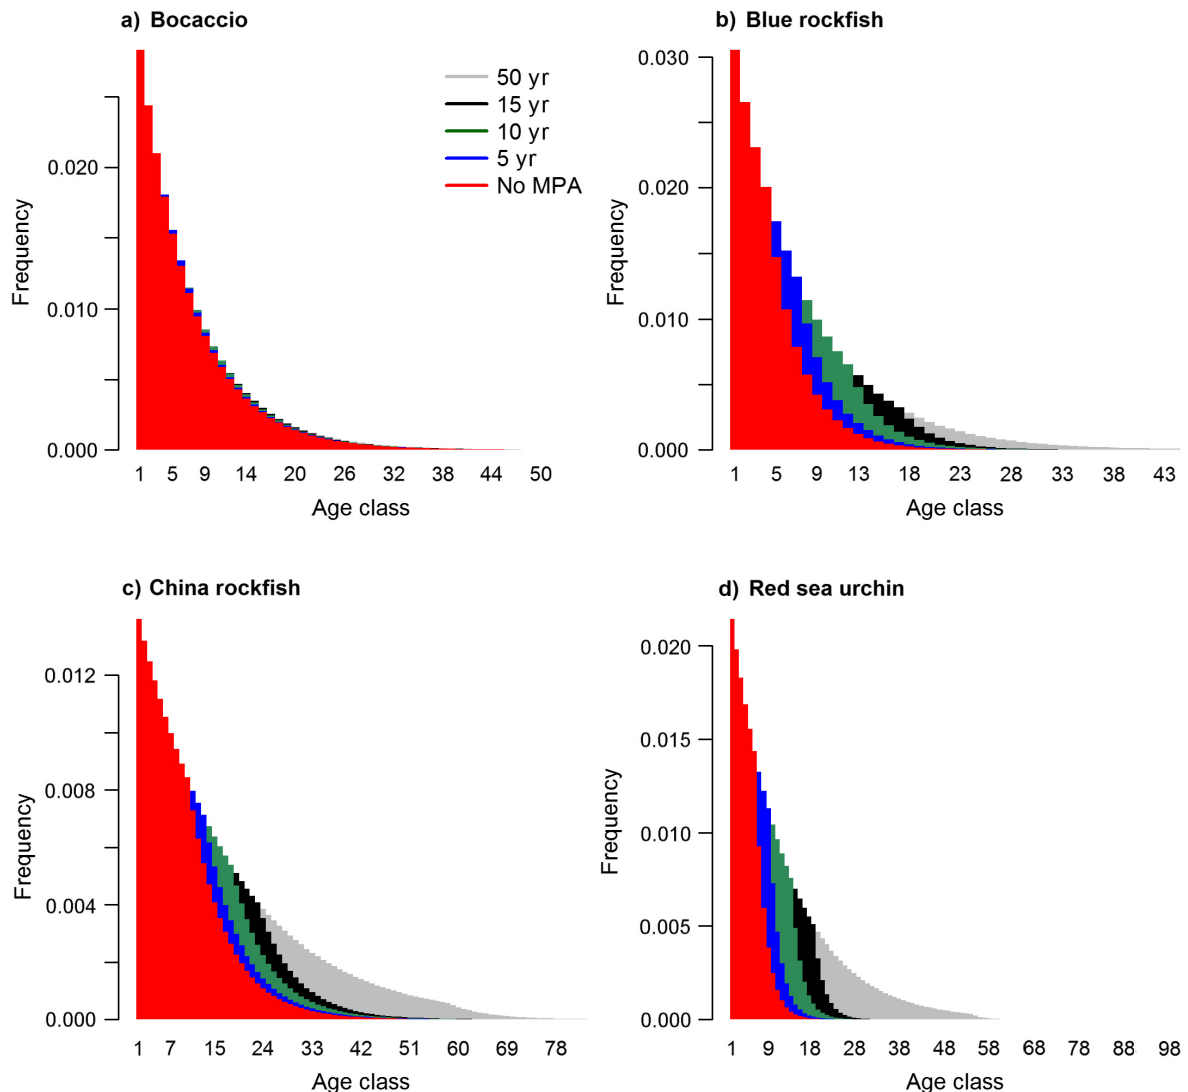 a) Bocaccio
50 yr
15 yr
10 yr
5 yr
No MPA
Frequency
0.020
0.010
0.000
1 5 9 14 20 26 32 38 44 50
Age class
b) Blue rockfish
Frequency
0.030
0.020
0.010
0.000
1 5 9 13 18 23 28 33 38 43
Age class
c) China rockfish
Frequency
0.012
0.008
0.004
0.000
1 7 15 24 33 42 51 60 69 78
Age class
d) Red sea urchin
Frequency
0.020
0.015
0.010
0.005
0.000
1 9 18 28 38 48 58 68 78 88 98
Age class